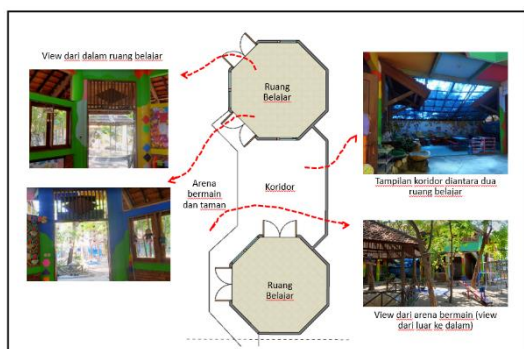 View dari dalam ruang belajar
Ruang
Belajar
Arena
bermain
dan taman
Koridor
Tampilan koridor diantara dua
ruang belajar
Ruang
Belajar
View dari arena bermain (view
dari luar ke dalam)